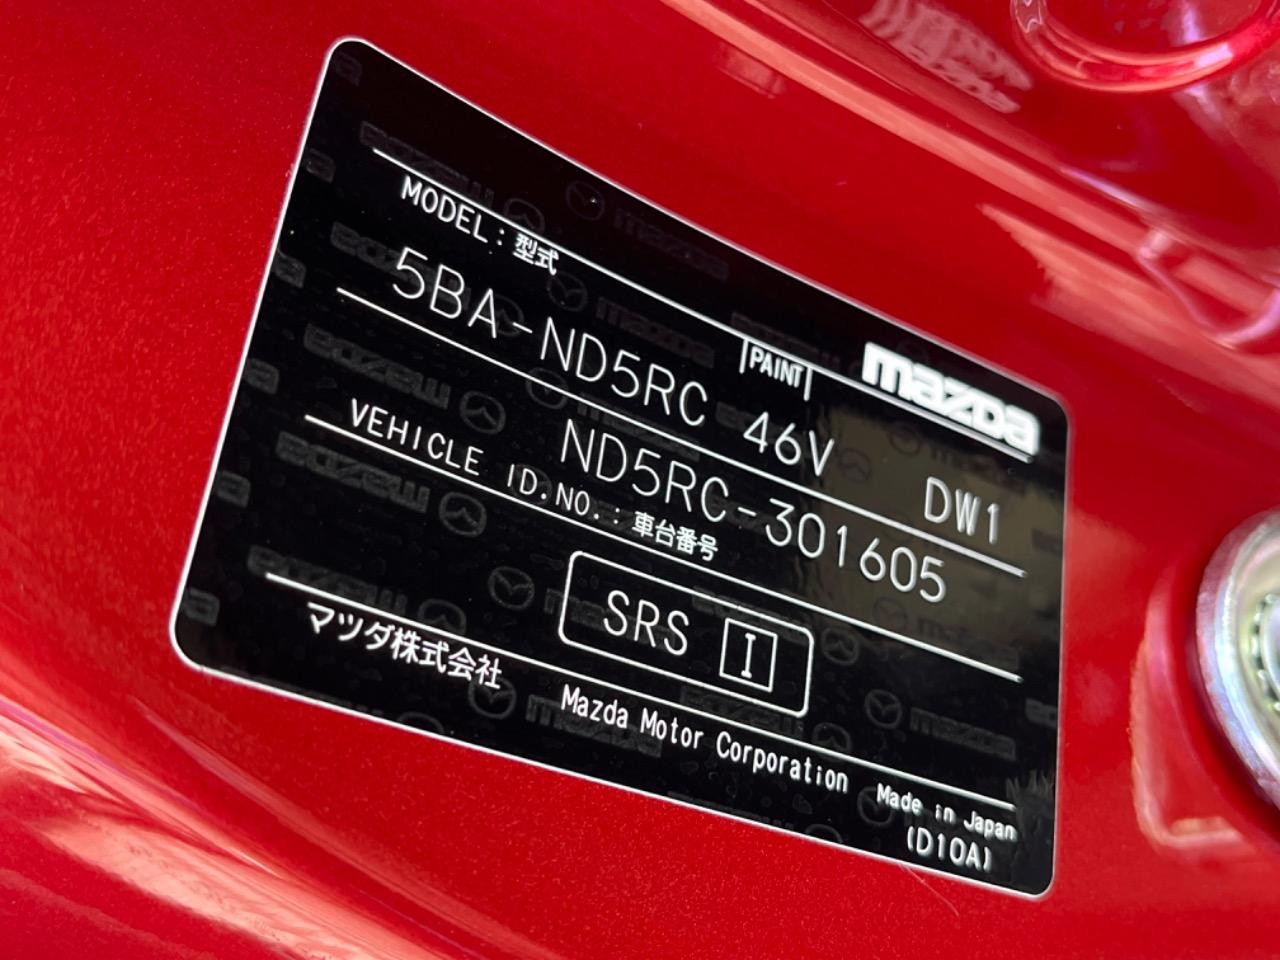 mazda
MODEL:型式
PAINT
5BA-ND5RC 46V DW1
ND5RC-301605
VEHICLE ID.NO.:車台番号
SRS I
マツダ株式会社
Mazda Motor Corporation
Made in Japan
(D10A)